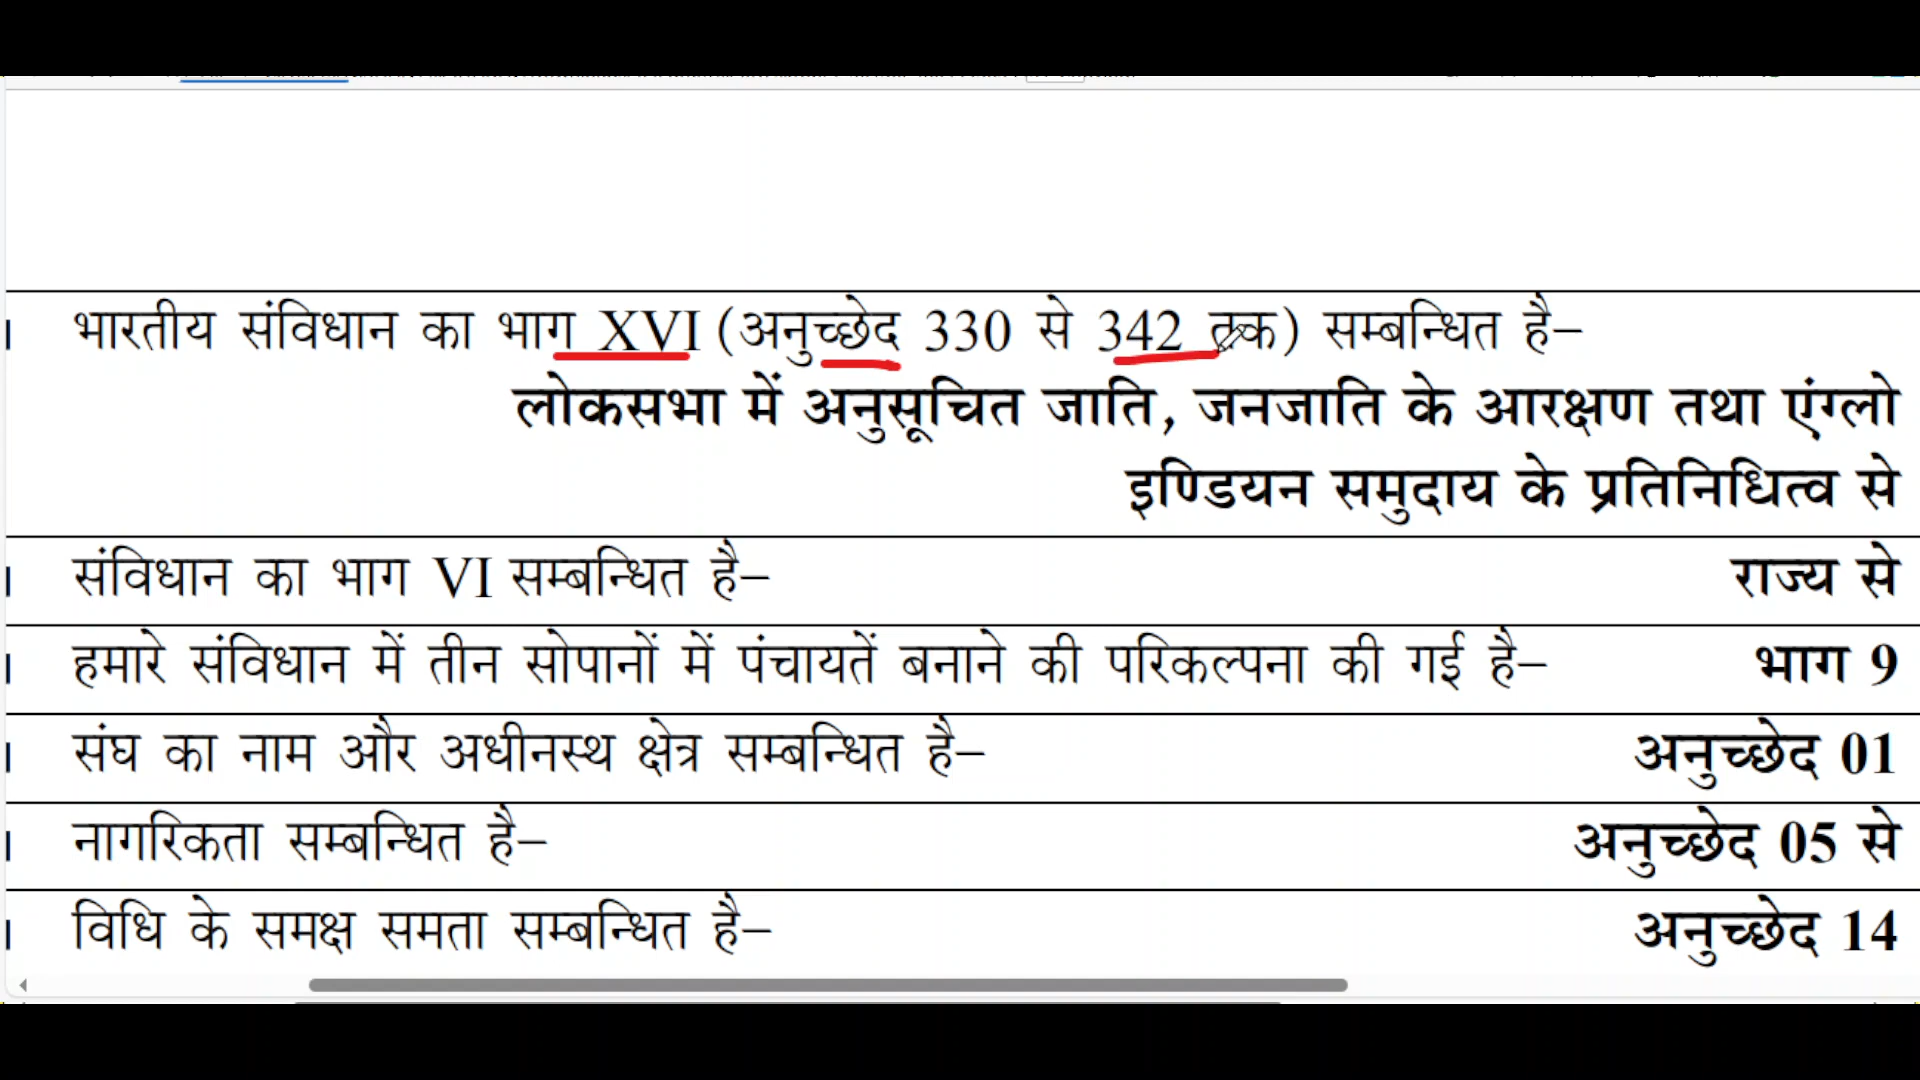 भारतीय संविधान का भाग XVI (अनुच्छेद 330 से 342 तक) सम्बन्धित है–
लोकसभा में अनुसूचित जाति, जनजाति के आरक्षण तथा एंग्लो
इण्डियन समुदाय के प्रतिनिधित्व से
संविधान का भाग VI सम्बन्धित है– राज्य से
हमारे संविधान में तीन सोपानों में पंचायतें बनाने की परिकल्पना की गई है– भाग 9
संघ का नाम और अधीनस्थ क्षेत्र सम्बन्धित है– अनुच्छेद 01
नागरिकता सम्बन्धित है– अनुच्छेद 05 से
विधि के समक्ष समता सम्बन्धित है– अनुच्छेद 14